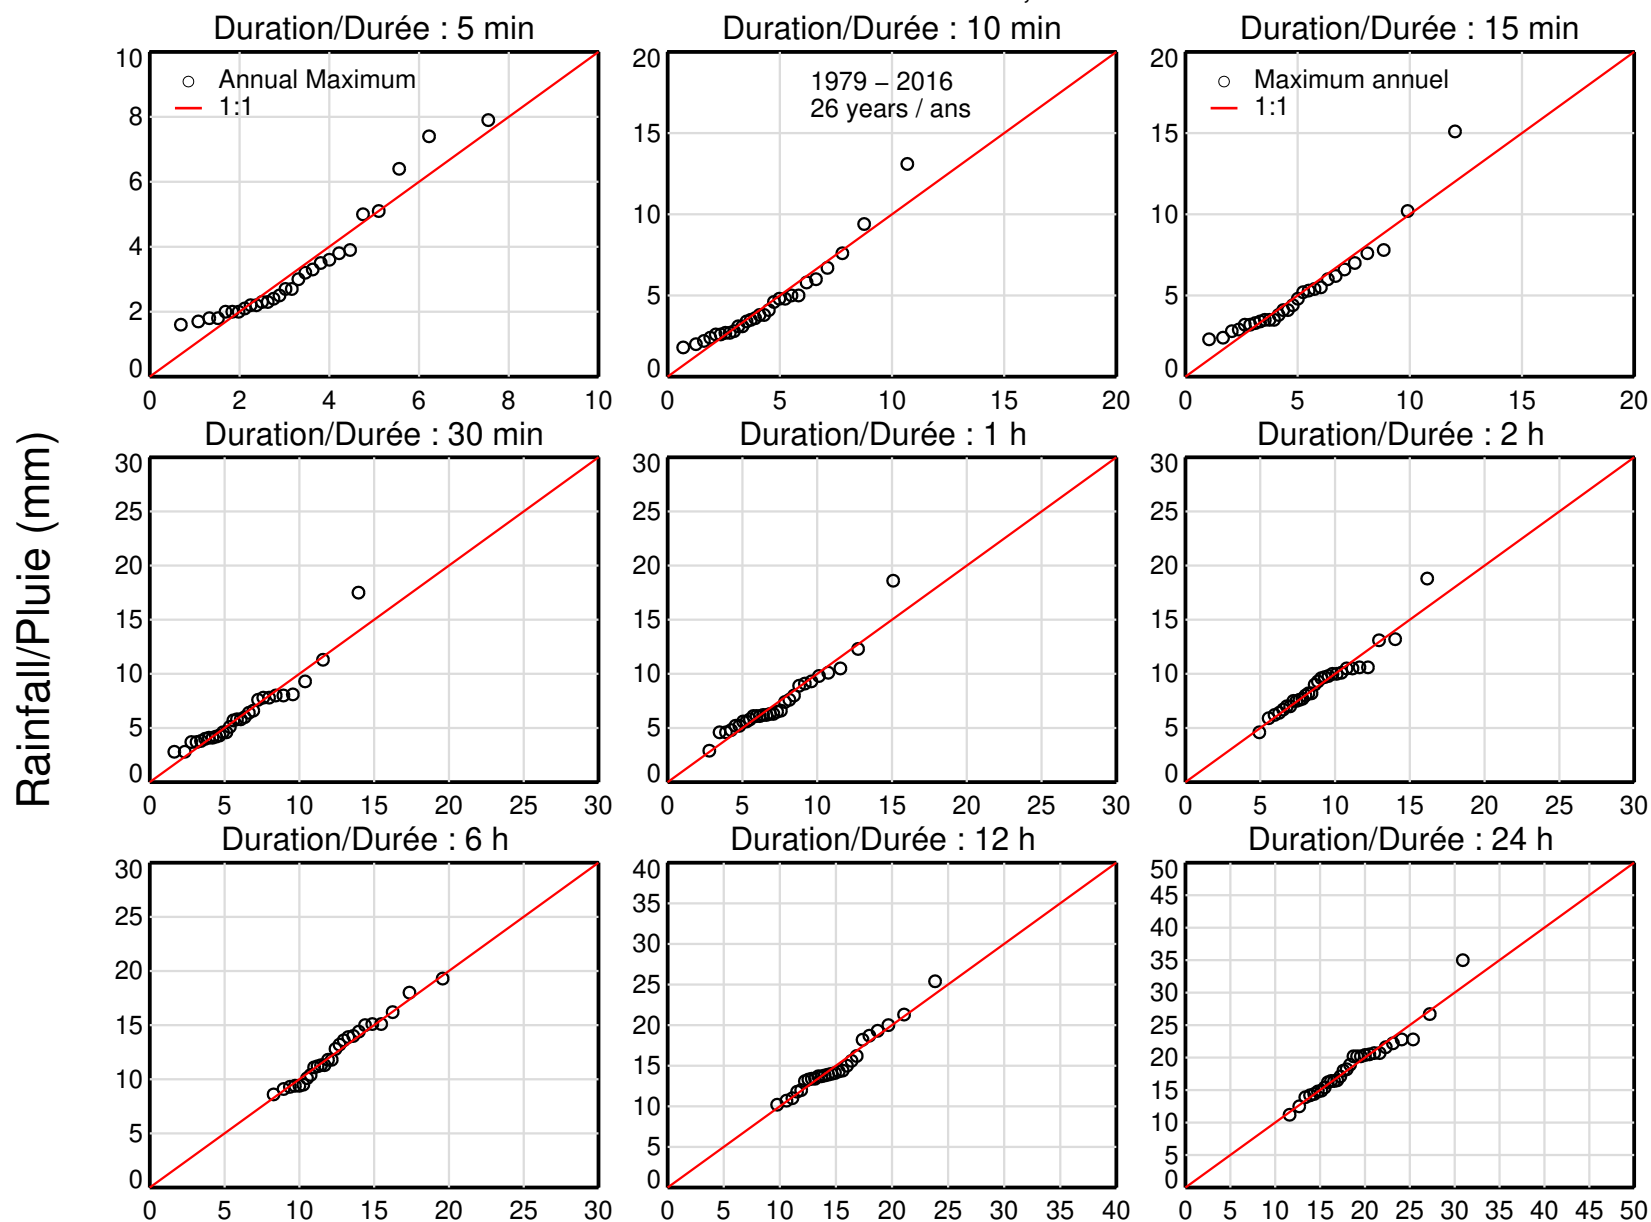 Duration/Durée : 5 min
10
8
6
4
2
0
0 2 4 6 8 10
Annual Maximum
1:1
Duration/Durée : 10 min
20
15
10
5
0
0 5 10 15 20
1979 – 2016
26 years / ans
Duration/Durée : 15 min
20
15
10
5
0
0 5 10 15 20
Maximum annuel
1:1
Rainfall/Pluie (mm)
Duration/Durée : 30 min
30
25
20
15
10
5
0
0 5 10 15 20 25 30
Duration/Durée : 1 h
30
25
20
15
10
5
0
0 5 10 15 20 25 30
Duration/Durée : 2 h
30
25
20
15
10
5
0
0 5 10 15 20 25 30
Duration/Durée : 6 h
30
25
20
15
10
5
0
0 5 10 15 20 25 30
Duration/Durée : 12 h
40
35
30
25
20
15
10
5
0
0 5 10 15 20 25 30 35 40
Duration/Durée : 24 h
50
45
40
35
30
25
20
15
10
5
0
0 5 10 15 20 25 30 35 40 45 50